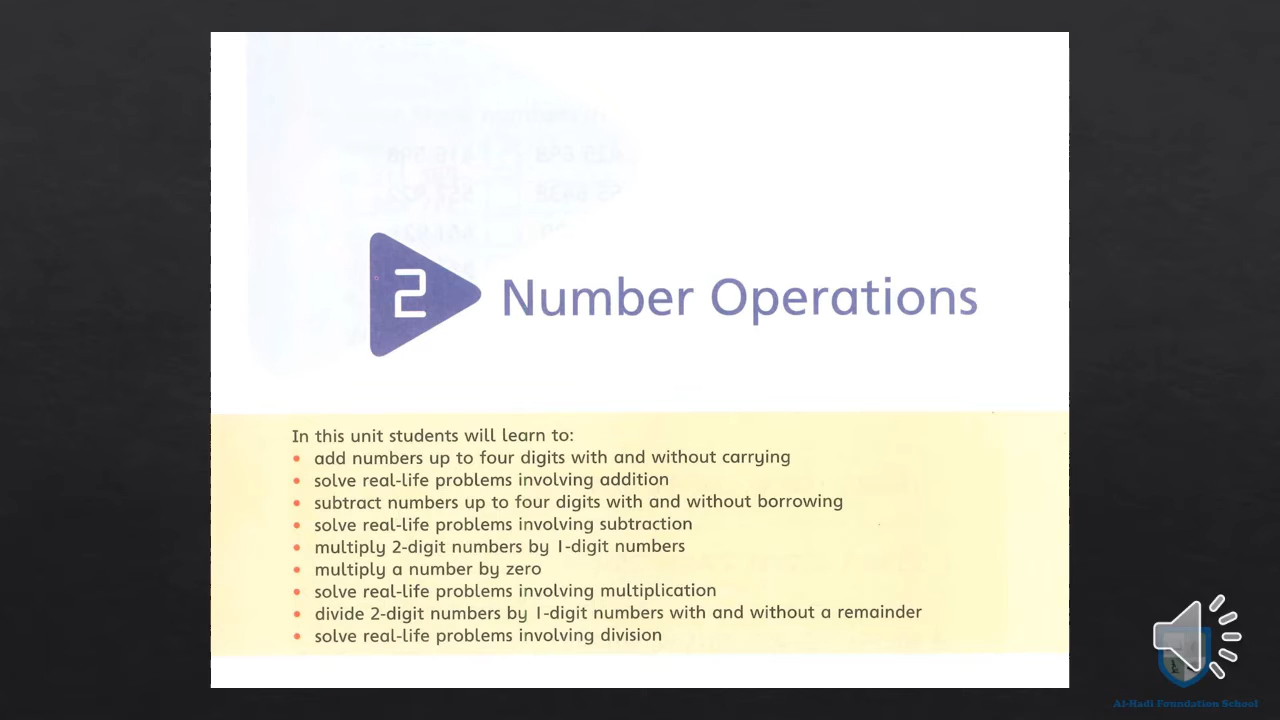 2 Number Operations
In this unit students will learn to:
• add numbers up to four digits with and without carrying
• solve real-life problems involving addition
• subtract numbers up to four digits with and without borrowing
• solve real-life problems involving subtraction
• multiply 2-digit numbers by 1-digit numbers
• multiply a number by zero
• solve real-life problems involving multiplication
• divide 2-digit numbers by 1-digit numbers with and without a remainder
• solve real-life problems involving division
Al-Hadi Foundation School